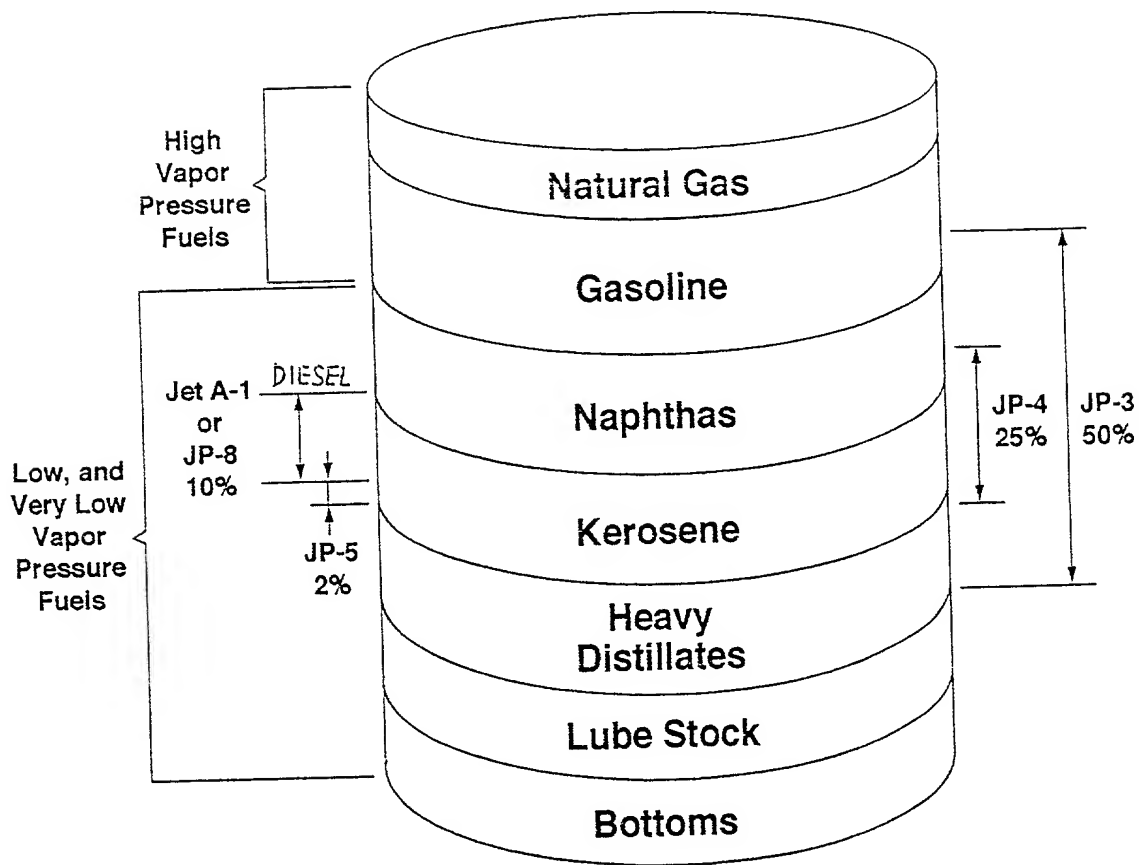 High
Vapor
Pressure
Fuels
Natural Gas
Gasoline
Naphthas
Kerosene
Heavy
Distillates
Lube Stock
Bottoms
DIESEL
Jet A-1
or
JP-8
10%
JP-5
2%
Low, and
Very Low
Vapor
Pressure
Fuels
JP-4
25%
JP-3
50%